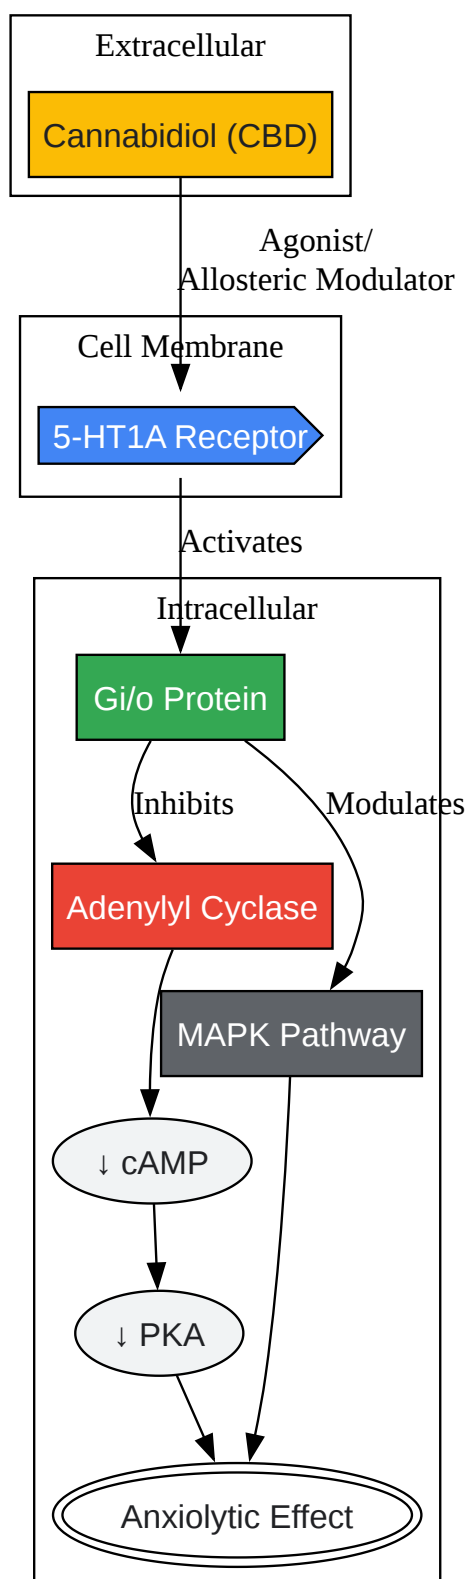 Extracellular
Cannabidiol (CBD)
Agonist/
Allosteric Modulator
Cell Membrane
5-HT1A Receptor
Activates
Intracellular
Gi/o Protein
Inhibits
Modulates
Adenylyl Cyclase
MAPK Pathway
↓ cAMP
↓ PKA
Anxiolytic Effect